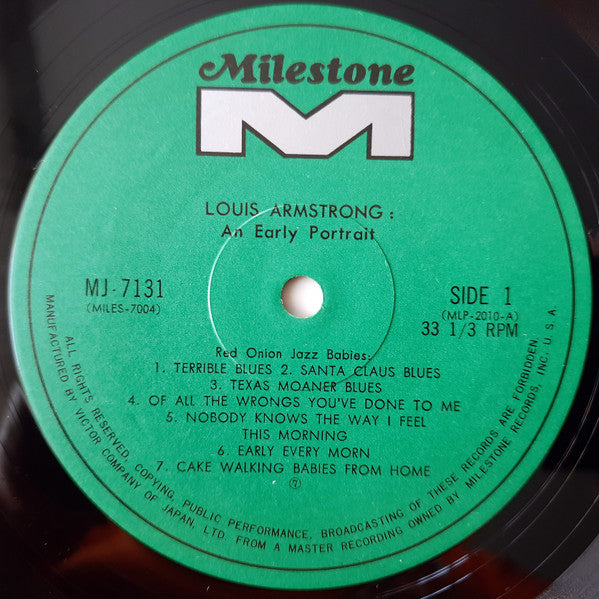 Milestone
M
LOUIS ARMSTRONG :
An Early Portrait
MJ-7131
(MILES-7004)
SIDE 1
(MLP-2010-A)
33 1/3 RPM
Red Onion Jazz Babies:
1. TERRIBLE BLUES 2. SANTA CLAUS BLUES
3. TEXAS MOANER BLUES
4. OF ALL THE WRONGS YOU'VE DONE TO ME
5. NOBODY KNOWS THE WAY I FEEL
THIS MORNING
6. EARLY EVERY MORN
7. CAKE WALKING BABIES FROM HOME
⑦
ALL RIGHTS RESERVED. COPYING, PUBLIC PERFORMANCE, BROADCASTING OF THESE RECORDS ARE FORBIDDEN
MANUFACTURED BY VICTOR COMPANY OF JAPAN, LTD. FROM A MASTER RECORDING OWNED BY MILESTONE RECORDS, INC. U.S.A.